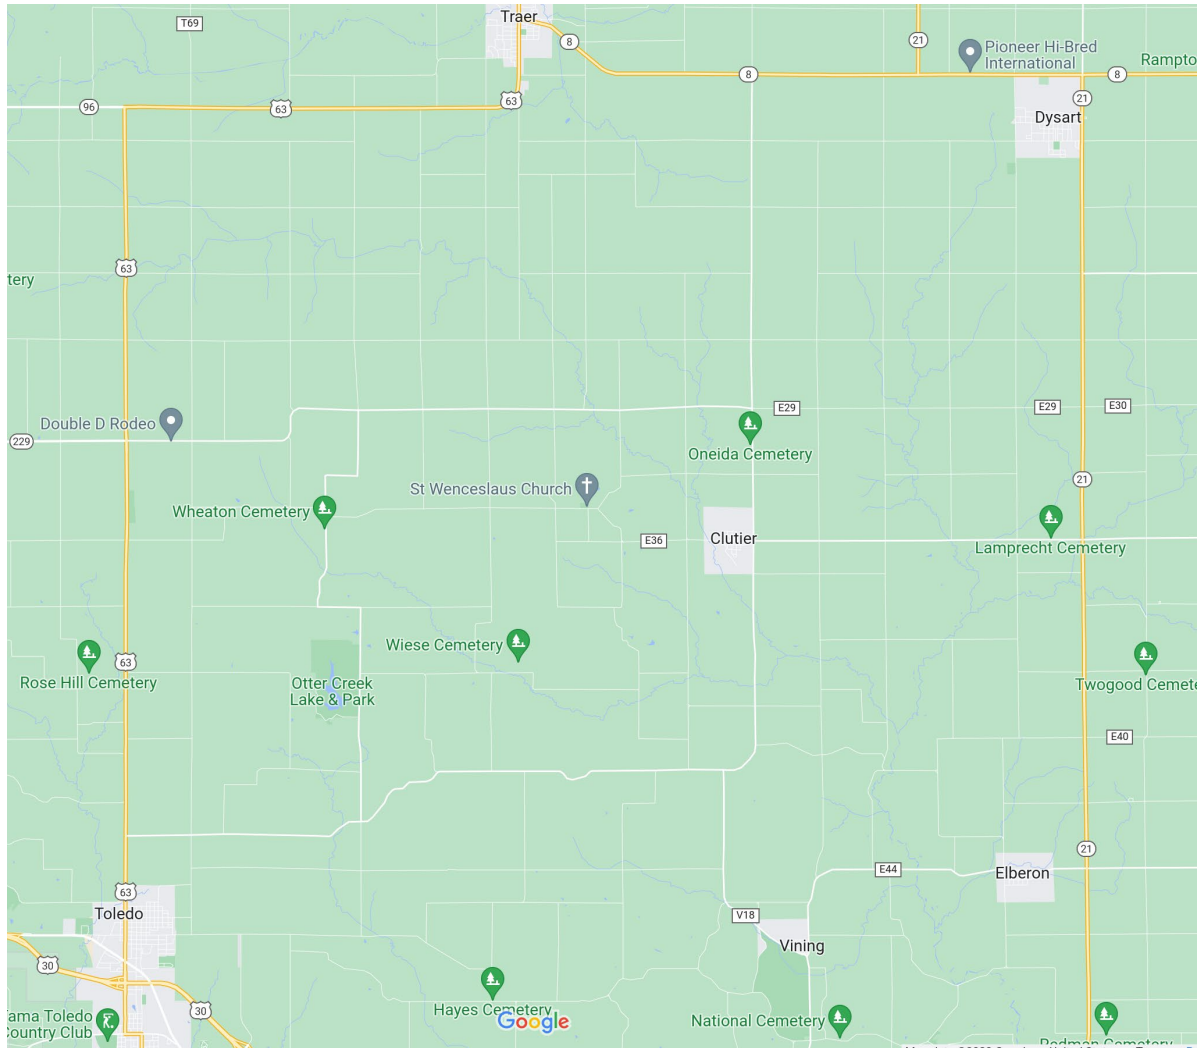 Traer
T69
8
21
Pioneer Hi-Bred
International
Rampto
8
8
63
96
63
21
Dysart
63
tery
E29
E29
E30
Double D Rodeo
229
Oneida Cemetery
21
St Wenceslaus Church
Wheaton Cemetery
E36
Clutier
Lamprecht Cemetery
Wiese Cemetery
63
Rose Hill Cemetery
Otter Creek
Lake & Park
Twogood Cemete
E40
21
E44
Elberon
63
Toledo
V18
Vining
30
30
Hayes Cemetery
Google
National Cemetery
ama Toledo
Country Club